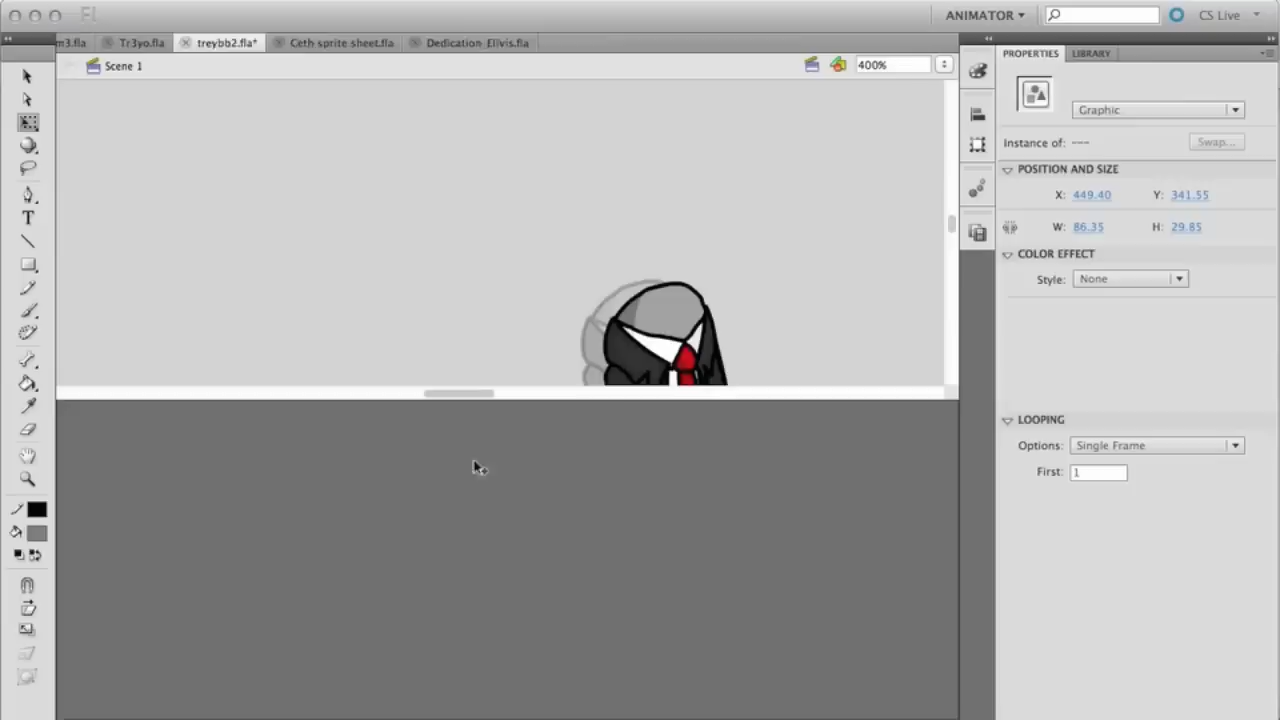 Fl ANIMATOR CS Live
m3.fla Tr3yo.fla treybb2.fla* Ceth sprite sheet.fla Dedication_Ellvis.fla
Scene 1 400%
PROPERTIES LIBRARY
Graphic
Instance of: --- Swap...
POSITION AND SIZE
X: 449.40 Y: 341.55
W: 86.35 H: 29.85
COLOR EFFECT
Style: None
LOOPING
Options: Single Frame
First: 1
T